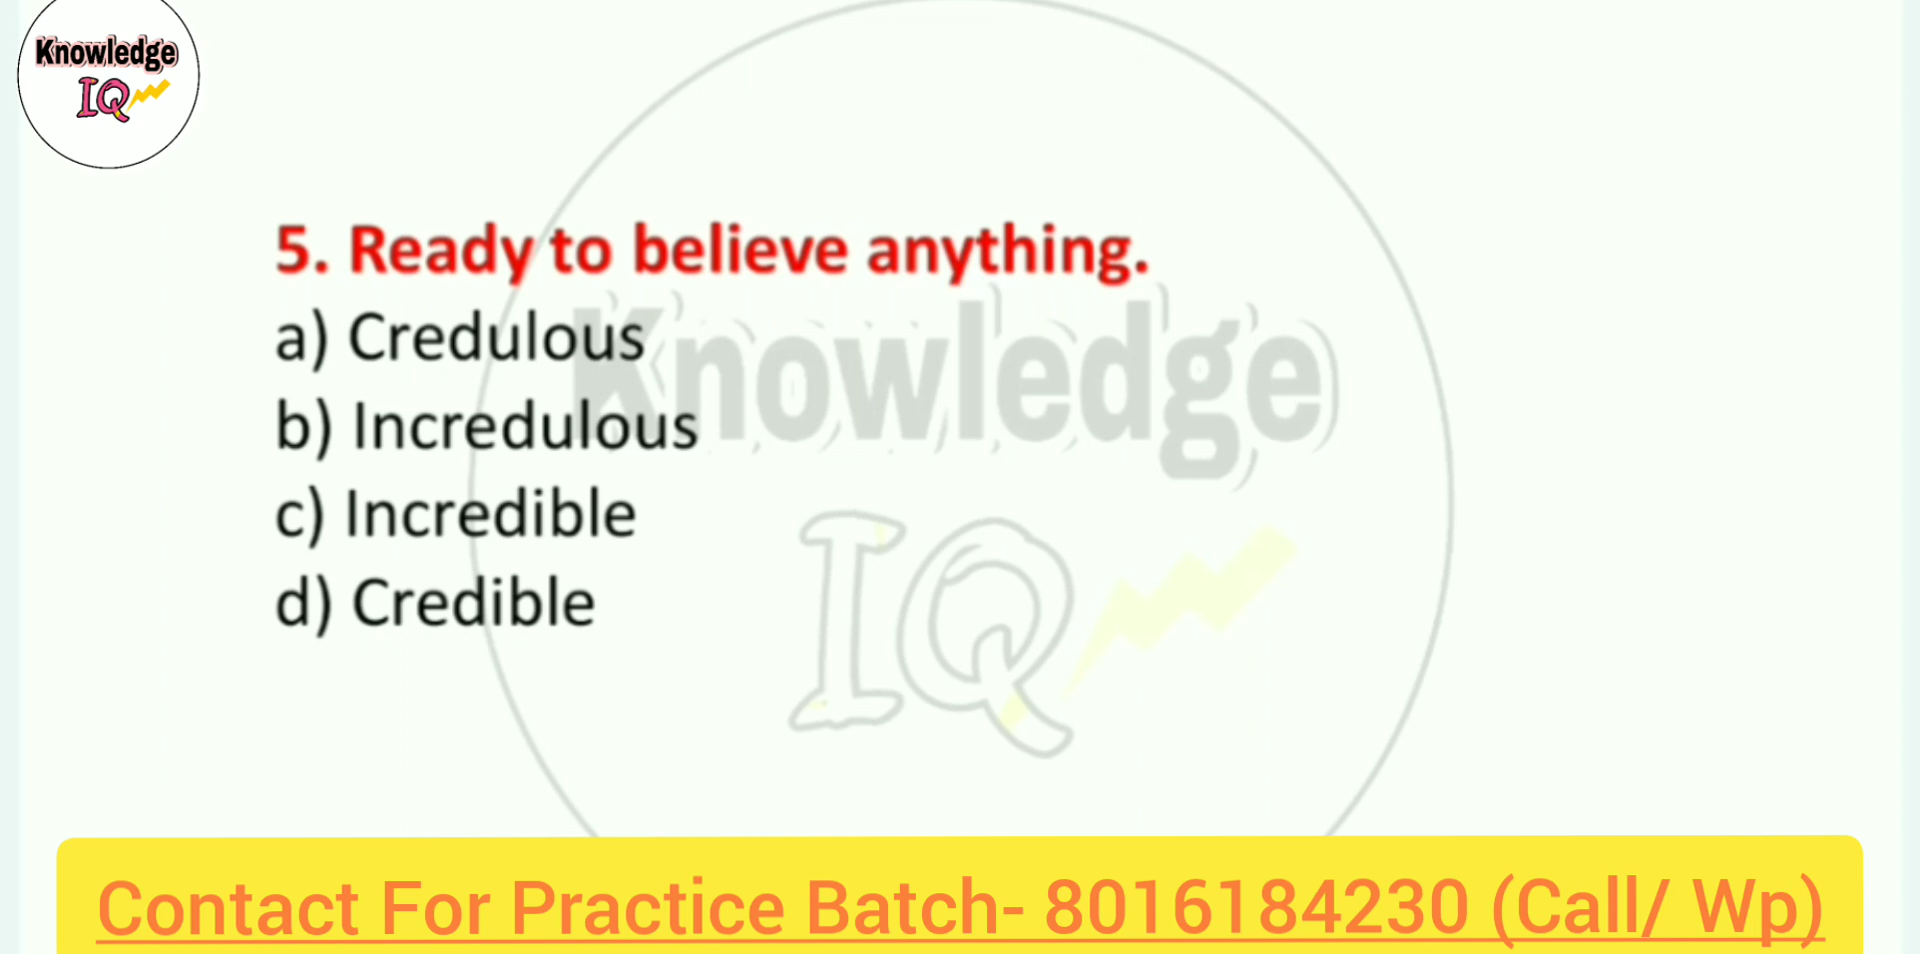 Knowledge
IQ
5. Ready to believe anything.
a) Credulous
b) Incredulous
c) Incredible
d) Credible
Knowledge
IQ
Contact For Practice Batch- 8016184230 (Call/ Wp)